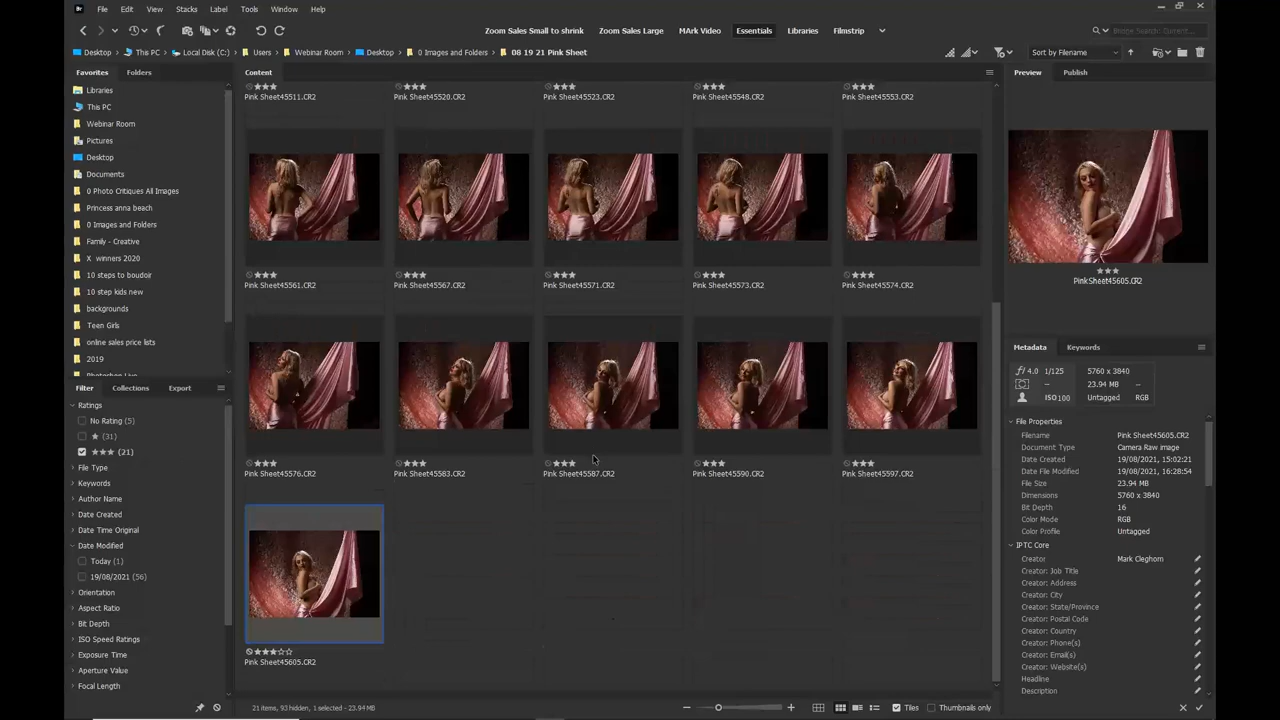 Br File Edit View Stacks Label Tools Window Help
Zoom Sales Small to shrink Zoom Sales Large MArk Video Essentials Libraries Filmstrip
Desktop This PC Local Disk (C:) Users Webinar Room Desktop 0 Images and Folders 08 19 21 Pink Sheet Sort by Filename
Favorites Folders
Libraries
This PC
Webinar Room
Pictures
Desktop
Documents
0 Photo Critiques All Images
Princess anna beach
0 Images and Folders
Family - Creative
X winners 2020
10 steps to boudoir
10 step kids new
backgrounds
Teen Girls
online sales price lists
2019
Filter Collections Export
Ratings
No Rating (5)
(31)
(21)
File Type
Keywords
Author Name
Date Created
Date Time Original
Date Modified
Today (1)
19/08/2021 (56)
Orientation
Aspect Ratio
Bit Depth
ISO Speed Ratings
Exposure Time
Aperture Value
Focal Length
Content
Pink Sheet45511.CR2 Pink Sheet45520.CR2 Pink Sheet45523.CR2 Pink Sheet45548.CR2 Pink Sheet45553.CR2
Pink Sheet45561.CR2 Pink Sheet45567.CR2 Pink Sheet45571.CR2 Pink Sheet45573.CR2 Pink Sheet45574.CR2
Pink Sheet45576.CR2 Pink Sheet45583.CR2 Pink Sheet45587.CR2 Pink Sheet45590.CR2 Pink Sheet45597.CR2
Pink Sheet45605.CR2
21 items, 93 hidden, 1 selected - 23.94 MB
Tiles Thumbnails only
Preview Publish
Pink Sheet45605.CR2
Metadata Keywords
f/ 4.0 1/125 5760 x 3840
-- 23.94 MB --
ISO100 Untagged RGB
File Properties
Filename Pink Sheet45605.CR2
Document Type Camera Raw image
Date Created 19/08/2021, 15:02:21
Date File Modified 19/08/2021, 16:28:54
File Size 23.94 MB
Dimensions 5760 x 3840
Bit Depth 16
Color Mode RGB
Color Profile Untagged
IPTC Core
Creator Mark Cleghorn
Creator: Job Title
Creator: Address
Creator: City
Creator: State/Province
Creator: Postal Code
Creator: Country
Creator: Phone(s)
Creator: Email(s)
Creator: Website(s)
Headline
Description